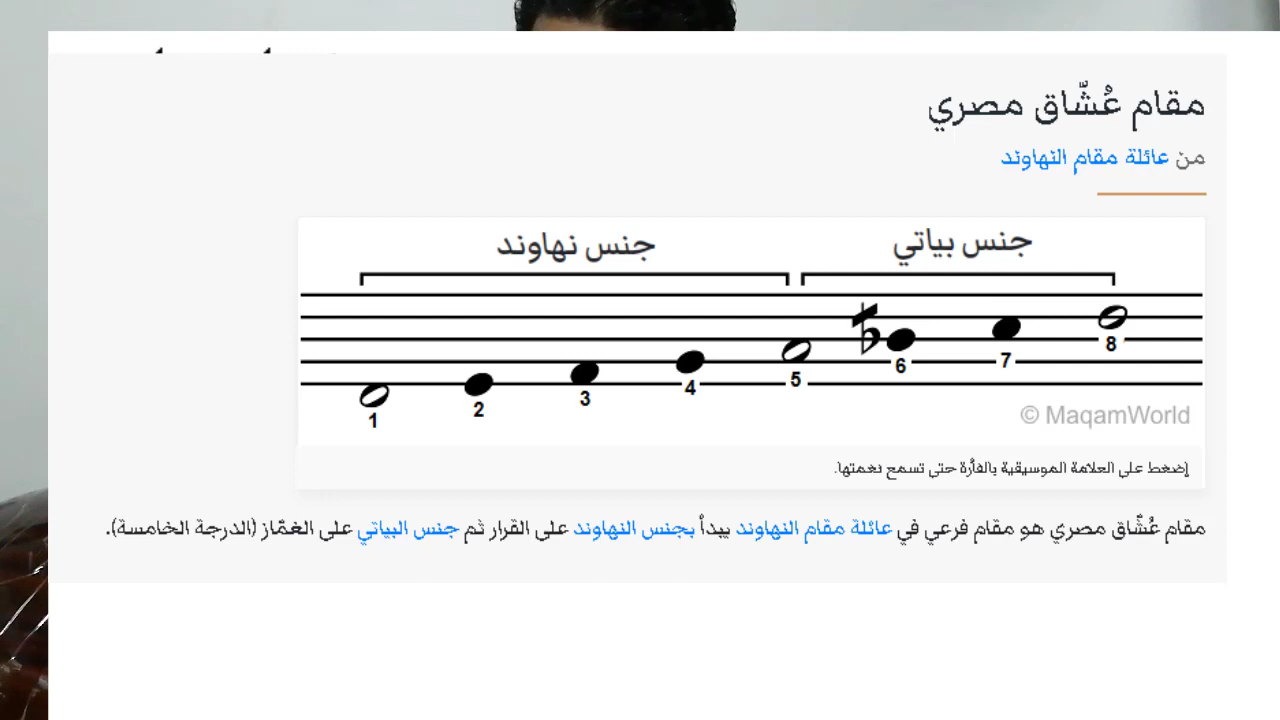 مقام عُشّاق مصري
من عائلة مقام النهاوند
جنس نهاوند جنس بياتي
1 2 3 4 5 6 7 8
© MaqamWorld
إضغط على العلامة الموسيقية بالفأرة حتى تسمع نغمتها.
مقام عُشّاق مصري هو مقام فرعي في عائلة مقام النهاوند يبدأ بجنس النهاوند على القرار ثم جنس البياتي على الغمّاز (الدرجة الخامسة).